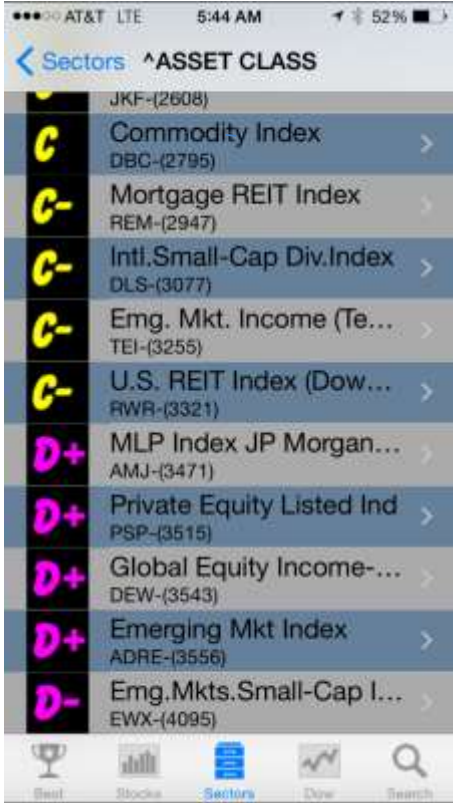 AT&T LTE 5:44 AM 52%
Sectors ^ASSET CLASS
JKF-(2608)
C Commodity Index
DBC-(2795)
C- Mortgage REIT Index
REM-(2947)
C- Intl.Small-Cap Div.Index
DLS-(3077)
C- Emg. Mkt. Income (Te...
TEI-(3255)
C- U.S. REIT Index (Dow...
RWR-(3321)
D+ MLP Index JP Morgan...
AMJ-(3471)
D+ Private Equity Listed Ind
PSP-(3515)
D+ Global Equity Income-...
DEW-(3543)
D+ Emerging Mkt Index
ADRE-(3556)
D- Emg.Mkts.Small-Cap I...
EWX-(4095)
Best Stocks Sectors Dow Search